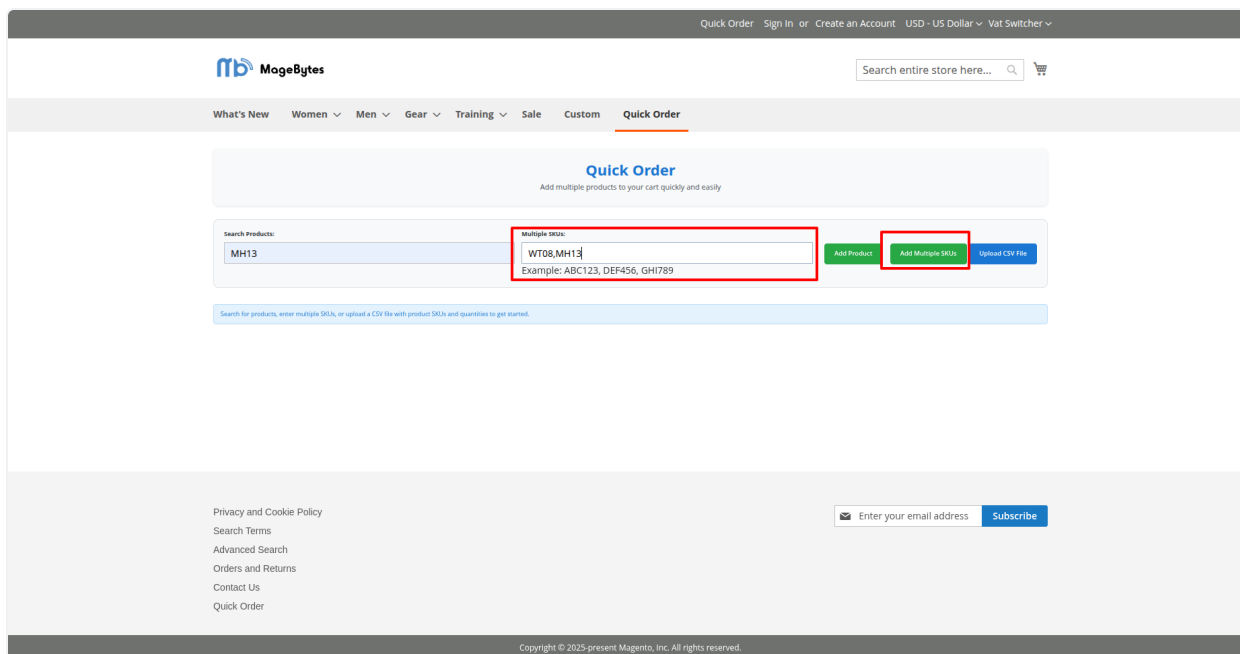 Quick Order Sign In or Create an Account USD - US Dollar Vat Switcher
Mb MageBytes
Search entire store here...
What's New Women Men Gear Training Sale Custom Quick Order
Quick Order
Add multiple products to your cart quickly and easily
Search Products: Multiple SKUs:
MH13 WT08,MH13 Add Product Add Multiple SKUs Upload CSV File
Example: ABC123, DEF456, GHI789
Search for products, enter multiple SKUs, or upload a CSV file with product SKUs and quantities to get started.
Privacy and Cookie Policy
Enter your email address Subscribe
Search Terms
Advanced Search
Orders and Returns
Contact Us
Quick Order
Copyright © 2025-present Magento, Inc. All rights reserved.